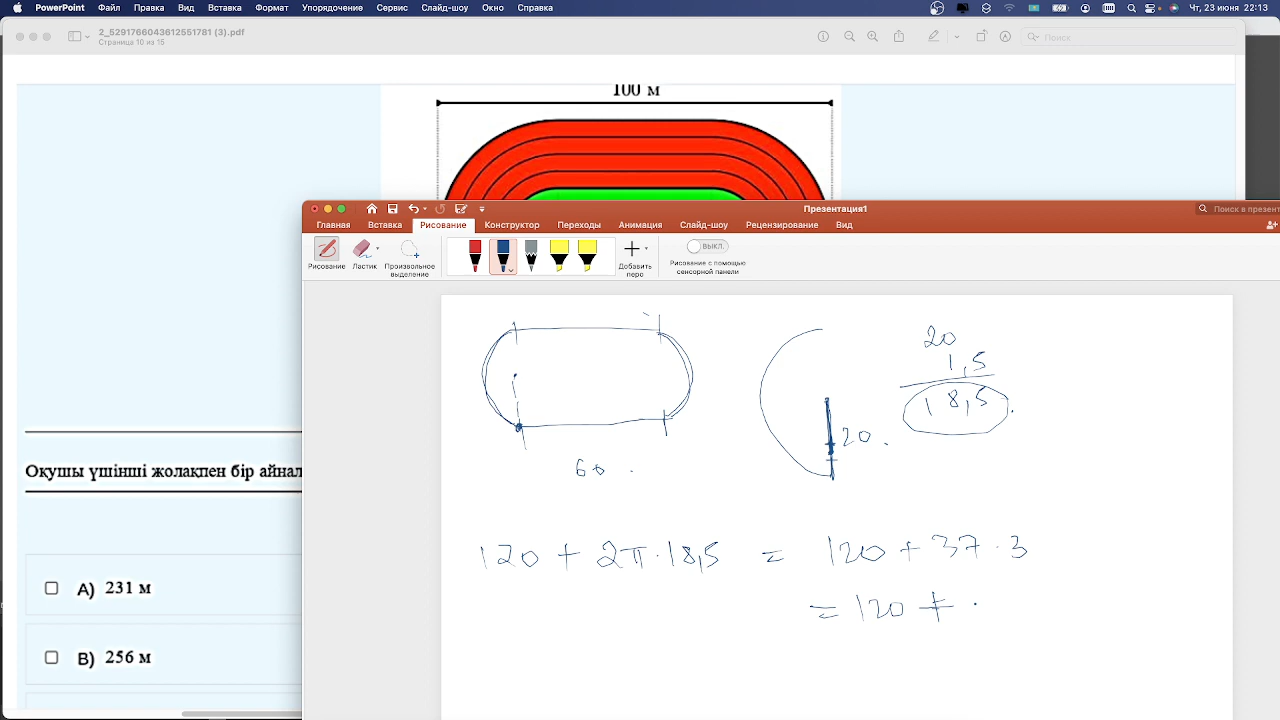 PowerPoint Файл Правка Вид Вставка Формат Упорядочение Сервис Слайд-шоу Окно Справка Чт, 23 июня 22:13
2_5291766043612551781 (3).pdf
Страница 10 из 15
Поиск
100 м
Презентация1
Поиск в презент
Главная Вставка Рисование Конструктор Переходы Анимация Слайд-шоу Рецензирование Вид
ВЫКЛ.
Рисование Ластик Произвольное выделение Добавить перо Рисование с помощью сенсорной панели
20
1,5
18,5
20.
60
Оқушы үшінші жолақпен бір айнал
120 + 2π·18,5 = 120 + 37·3
= 120 +
A) 231 м
B) 256 м